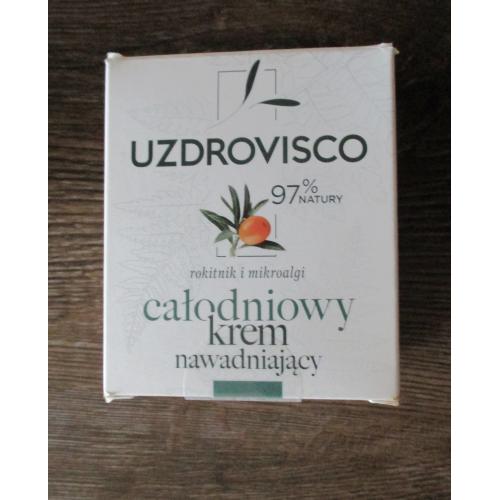 UZDROVISCO
97%
NATURY
rokitnik i mikroalgi
całodniowy
krem
nawadniający